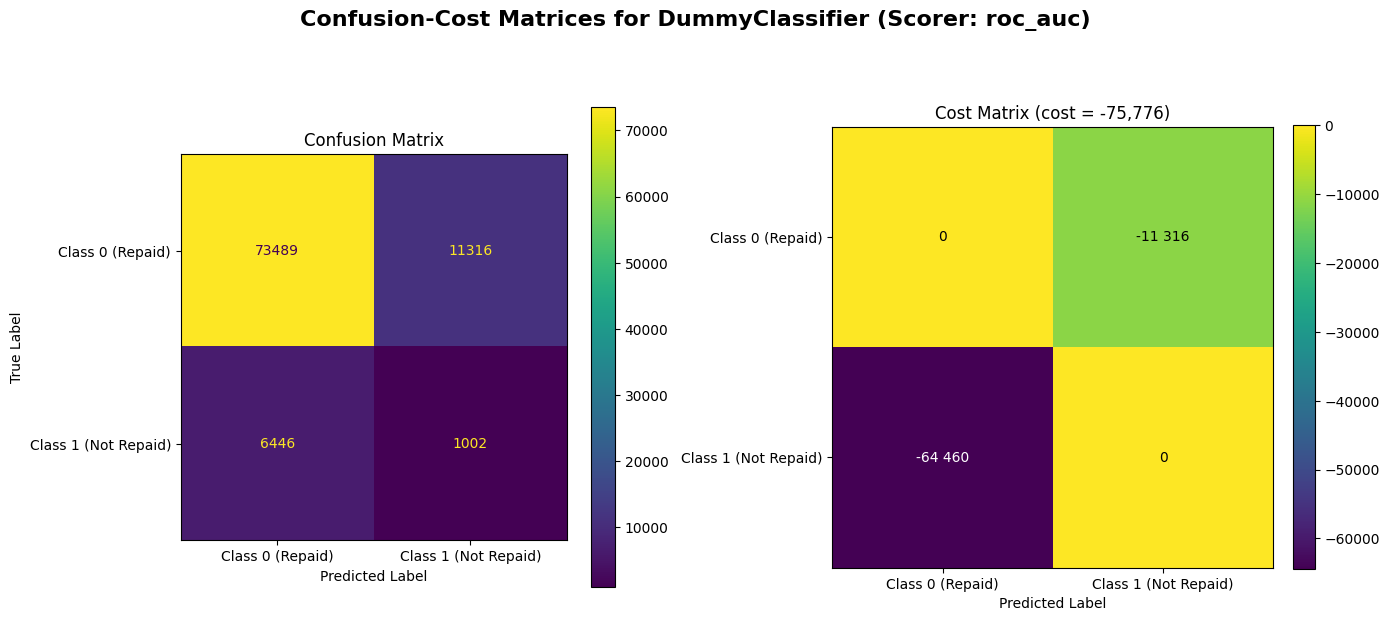 Confusion-Cost Matrices for DummyClassifier (Scorer: roc_auc)
Confusion Matrix
True Label
Class 0 (Repaid)
Class 1 (Not Repaid)
73489
11316
6446
1002
Class 0 (Repaid)
Class 1 (Not Repaid)
Predicted Label
70000
60000
50000
40000
30000
20000
10000
Cost Matrix (cost = -75,776)
Class 0 (Repaid)
Class 1 (Not Repaid)
0
-11 316
-64 460
0
Class 0 (Repaid)
Class 1 (Not Repaid)
Predicted Label
0
−10000
−20000
−30000
−40000
−50000
−60000